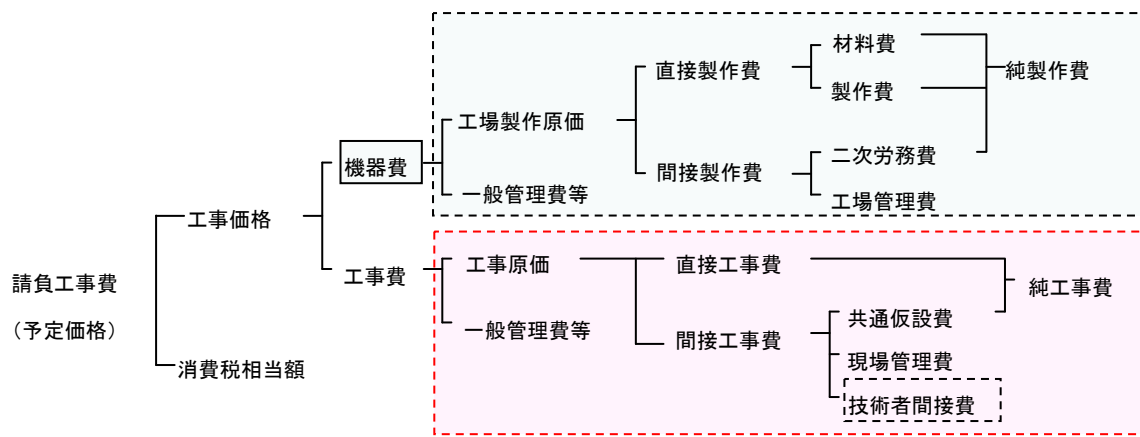 請負工事費
（予定価格）
工事価格
消費税相当額
機器費
工事費
工場製作原価
一般管理費等
直接製作費
間接製作費
材料費
製作費
二次労務費
工場管理費
純製作費
工事原価
一般管理費等
直接工事費
間接工事費
共通仮設費
現場管理費
技術者間接費
純工事費